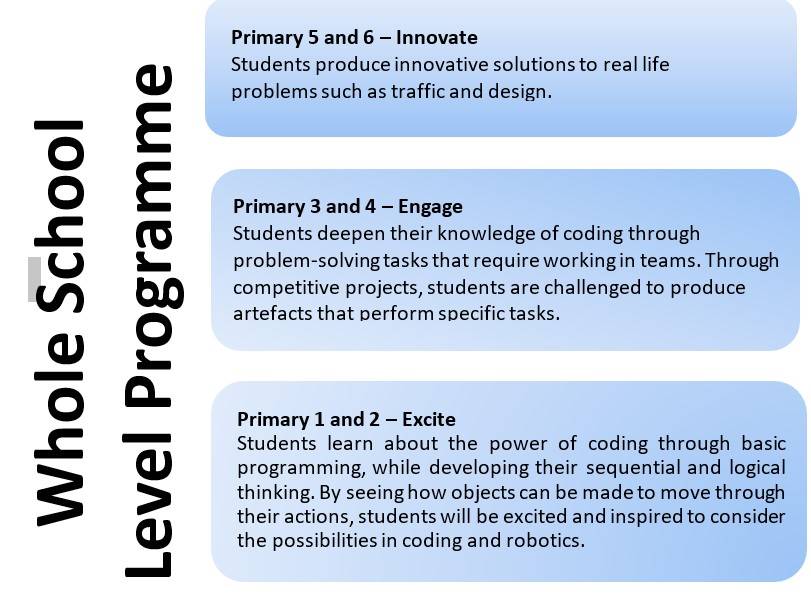 Whole School
Level Programme
Primary 5 and 6 – Innovate
Students produce innovative solutions to real life
problems such as traffic and design.
Primary 3 and 4 – Engage
Students deepen their knowledge of coding through
problem-solving tasks that require working in teams. Through
competitive projects, students are challenged to produce
artefacts that perform specific tasks.
Primary 1 and 2 – Excite
Students learn about the power of coding through basic
programming, while developing their sequential and logical
thinking. By seeing how objects can be made to move through
their actions, students will be excited and inspired to consider
the possibilities in coding and robotics.